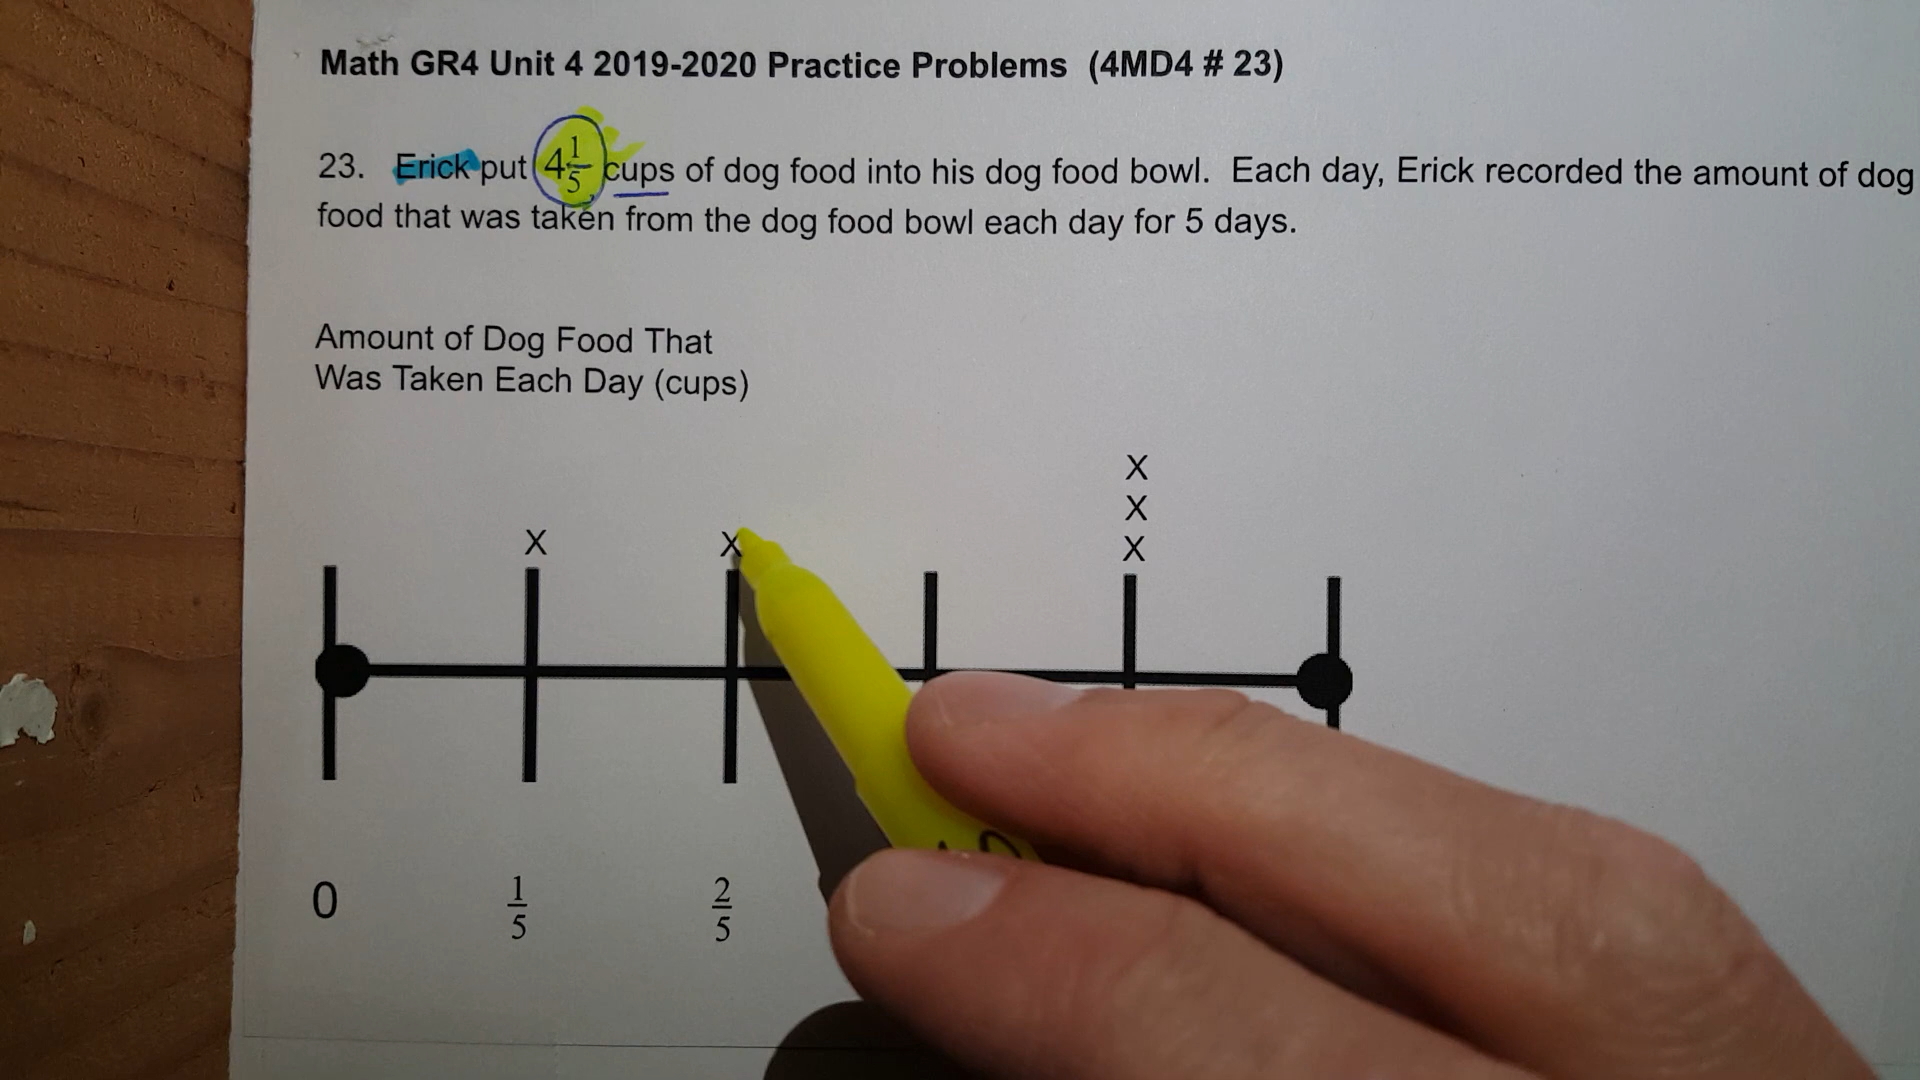 Math GR4 Unit 4 2019-2020 Practice Problems (4MD4 # 23)
23. Erick put 4 1/5 cups of dog food into his dog food bowl. Each day, Erick recorded the amount of dog
food that was taken from the dog food bowl each day for 5 days.
Amount of Dog Food That
Was Taken Each Day (cups)
X
X
X X X
0 1/5 2/5